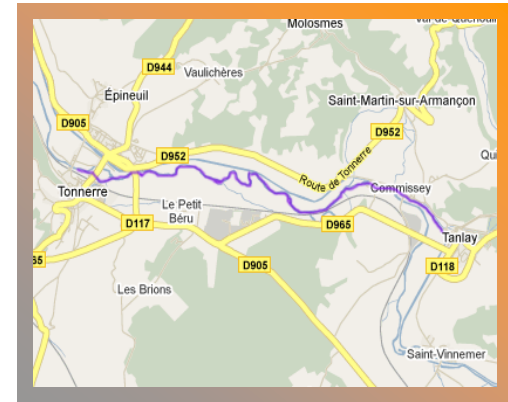 Molosmes
D944
Vaulichères
Épineuil
Saint-Martin-sur-Armançon
D905
D952
D952
Route de Tonnerre
Tonnerre
Commissey
Le Petit
Béru
D117
D965
Tanlay
D905
D118
Les Brions
Saint-Vinnemer